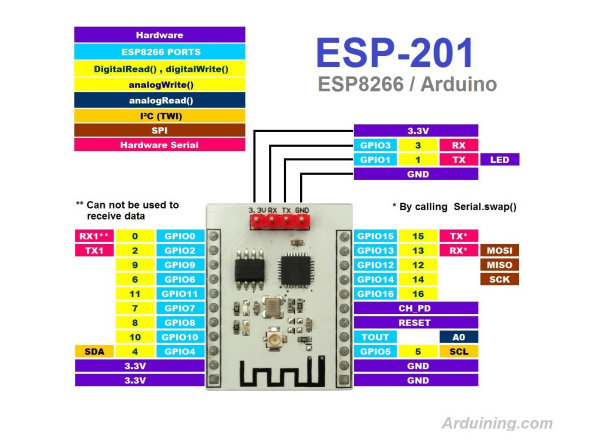 Hardware
ESP8266 PORTS
DigitalRead() , digitalWrite()
analogWrite()
analogRead()
I²C (TWI)
SPI
Hardware Serial
ESP-201
ESP8266 / Arduino
3.3V
GPIO3 3 RX
GPIO1 1 TX LED
GND
** Can not be used to
receive data
* By calling Serial.swap()
3.3V RX TX GND
RX1** 0 GPIO0
TX1 2 GPIO2
9 GPIO9
6 GPIO6
11 GPIO11
7 GPIO7
8 GPIO8
10 GPIO10
SDA 4 GPIO4
3.3V
3.3V
GPIO15 15 TX*
GPIO13 13 RX* MOSI
GPIO12 12 MISO
GPIO14 14 SCK
GPIO16 16
CH_PD
RESET
TOUT A0
GPIO5 5 SCL
GND
GND
Arduining.com